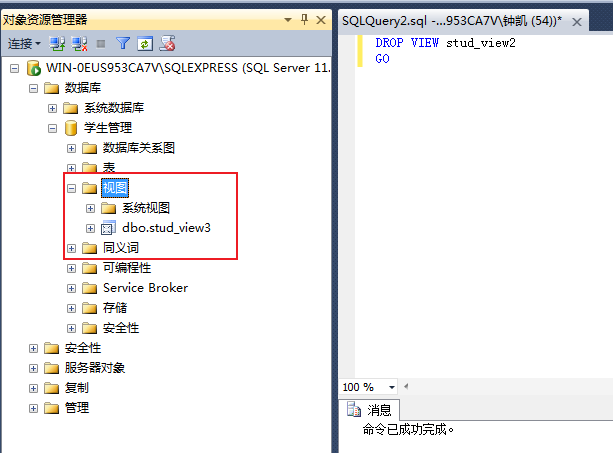 对象资源管理器
连接
WIN-0EUS953CA7V\SQLEXPRESS (SQL Server 11.
数据库
系统数据库
学生管理
数据库关系图
表
视图
系统视图
dbo.stud_view3
同义词
可编程性
Service Broker
存储
安全性
安全性
服务器对象
复制
管理
SQLQuery2.sql -...953CA7V\钟凯 (54))*
DROP VIEW stud_view2
GO
100 %
消息
命令已成功完成。